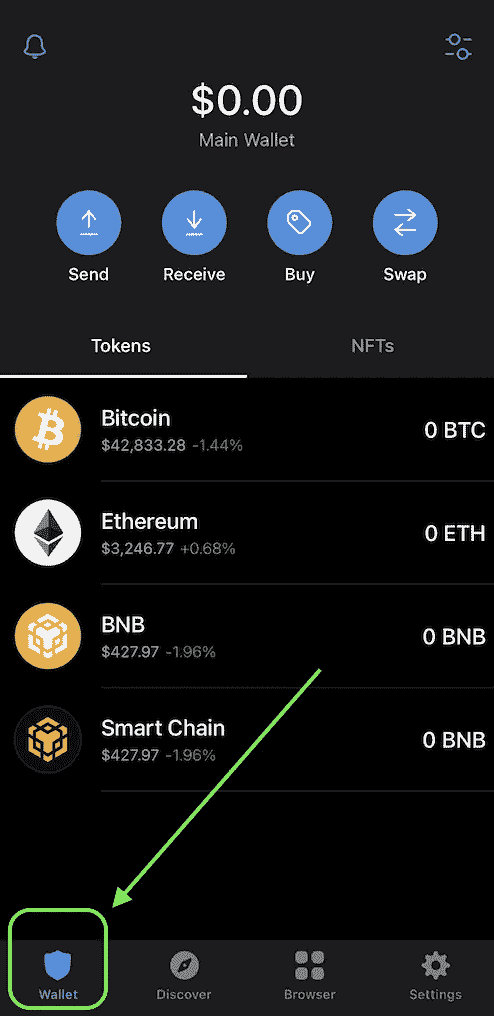 $0.00
Main Wallet
Send Receive Buy Swap
Tokens NFTs
Bitcoin
$42,833.28 -1.44%
0 BTC
Ethereum
$3,246.77 +0.68%
0 ETH
BNB
$427.97 -1.96%
0 BNB
Smart Chain
$427.97 -1.96%
0 BNB
Wallet Discover Browser Settings